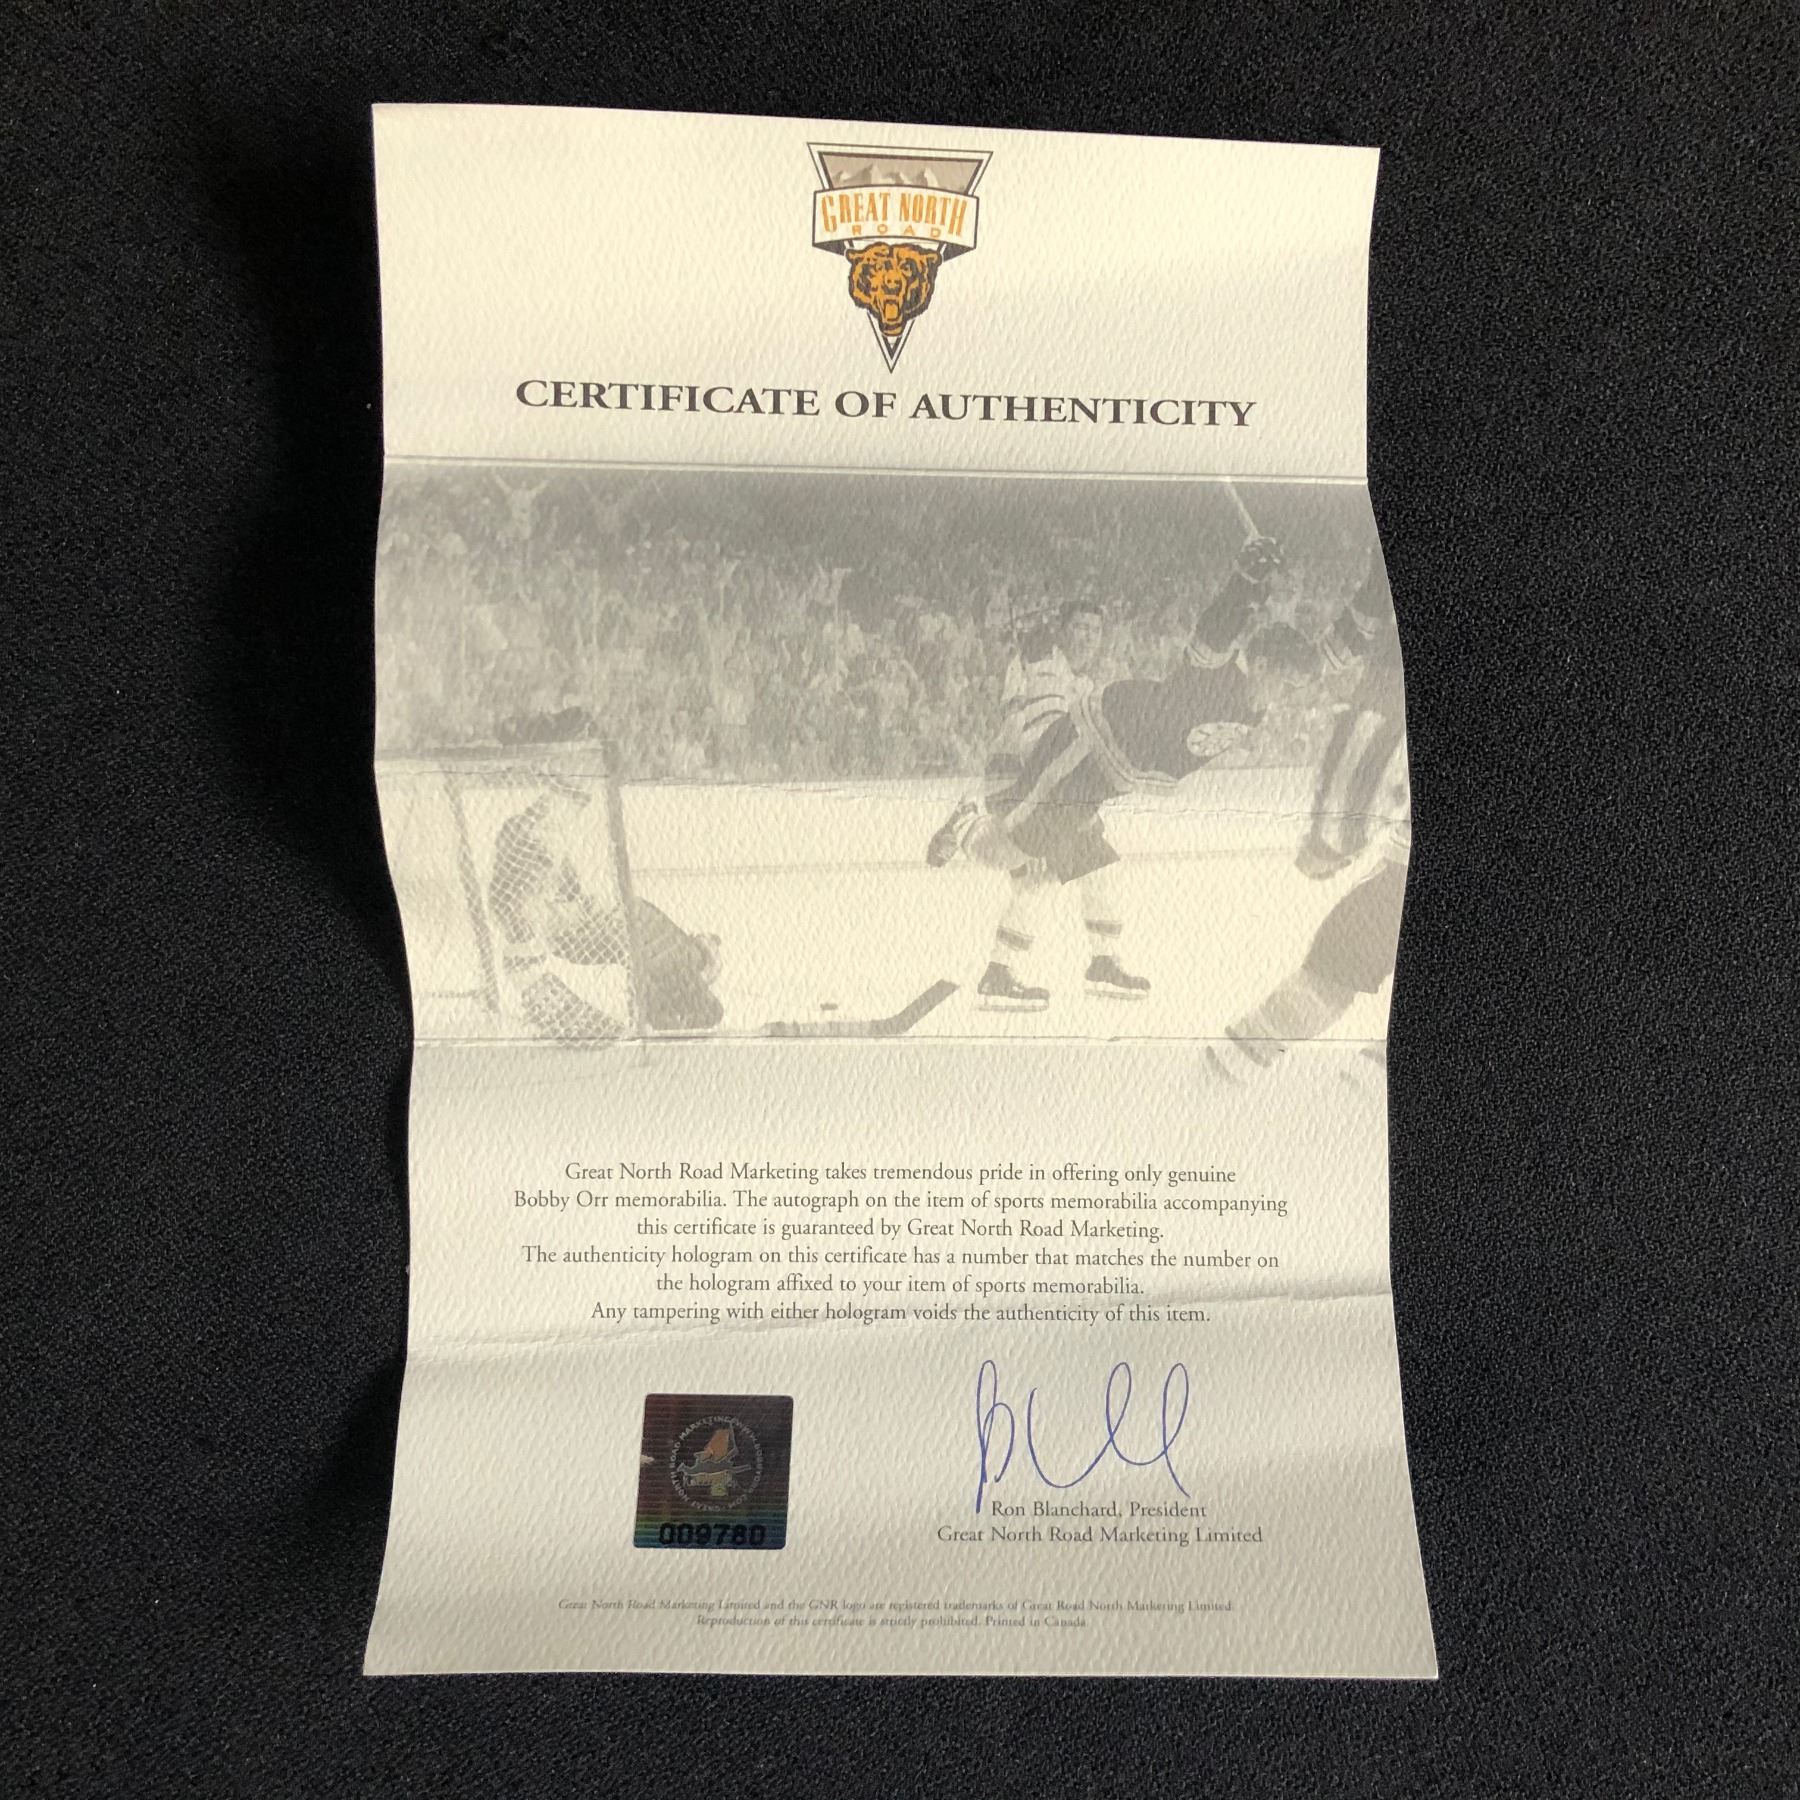 GREAT NORTH
ROAD
CERTIFICATE OF AUTHENTICITY
Great North Road Marketing takes tremendous pride in offering only genuine
Bobby Orr memorabilia. The autograph on the item of sports memorabilia accompanying
this certificate is guaranteed by Great North Road Marketing.
The authenticity hologram on this certificate has a number that matches the number on
the hologram affixed to your item of sports memorabilia.
Any tampering with either hologram voids the authenticity of this item.
009780
Ron Blanchard, President
Great North Road Marketing Limited
Great North Road Marketing Limited and the GNR logo are registered trademarks of Great Road North Marketing Limited.
Reproduction of this certificate is strictly prohibited. Printed in Canada